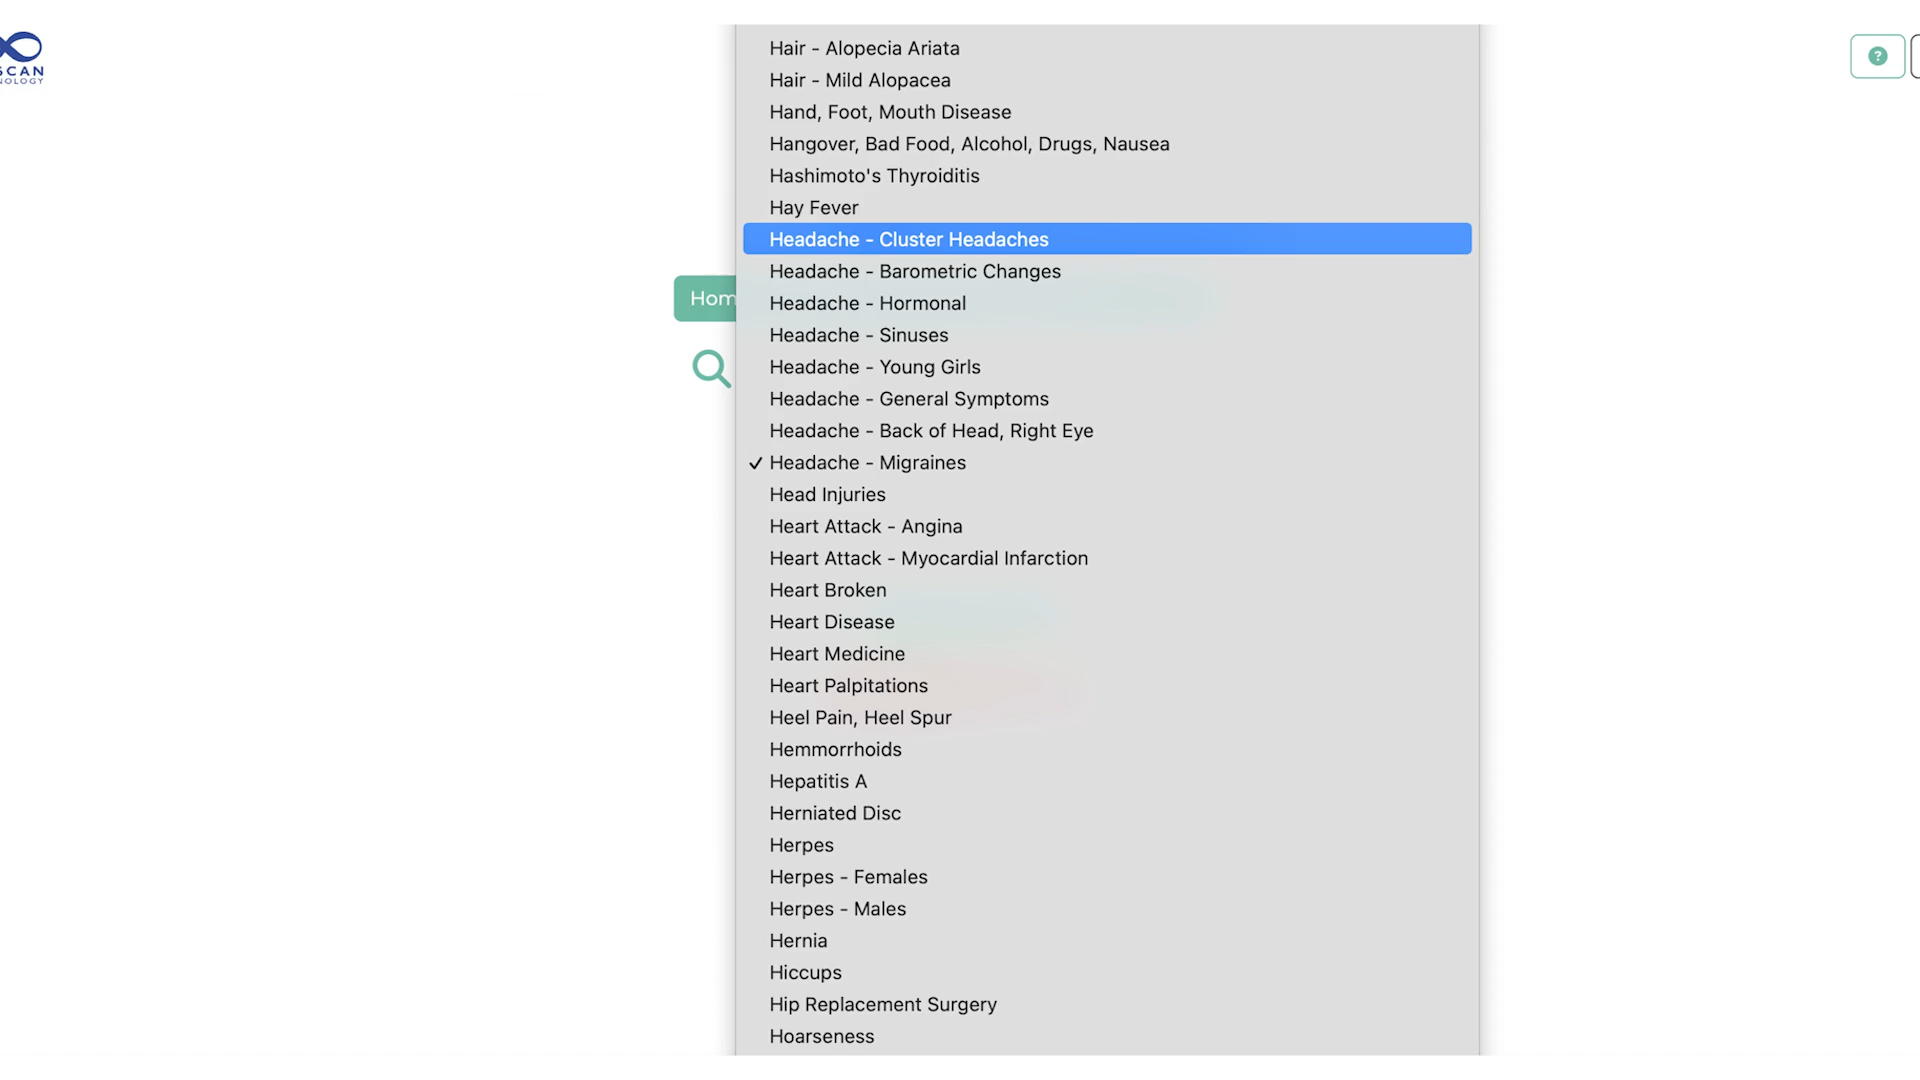 SCAN
NOLOGY
?
Hair - Alopecia Ariata
Hair - Mild Alopacea
Hand, Foot, Mouth Disease
Hangover, Bad Food, Alcohol, Drugs, Nausea
Hashimoto's Thyroiditis
Hay Fever
Headache - Cluster Headaches
Headache - Barometric Changes
Hom
Headache - Hormonal
Headache - Sinuses
Headache - Young Girls
Headache - General Symptoms
Headache - Back of Head, Right Eye
✓ Headache - Migraines
Head Injuries
Heart Attack - Angina
Heart Attack - Myocardial Infarction
Heart Broken
Heart Disease
Heart Medicine
Heart Palpitations
Heel Pain, Heel Spur
Hemmorrhoids
Hepatitis A
Herniated Disc
Herpes
Herpes - Females
Herpes - Males
Hernia
Hiccups
Hip Replacement Surgery
Hoarseness